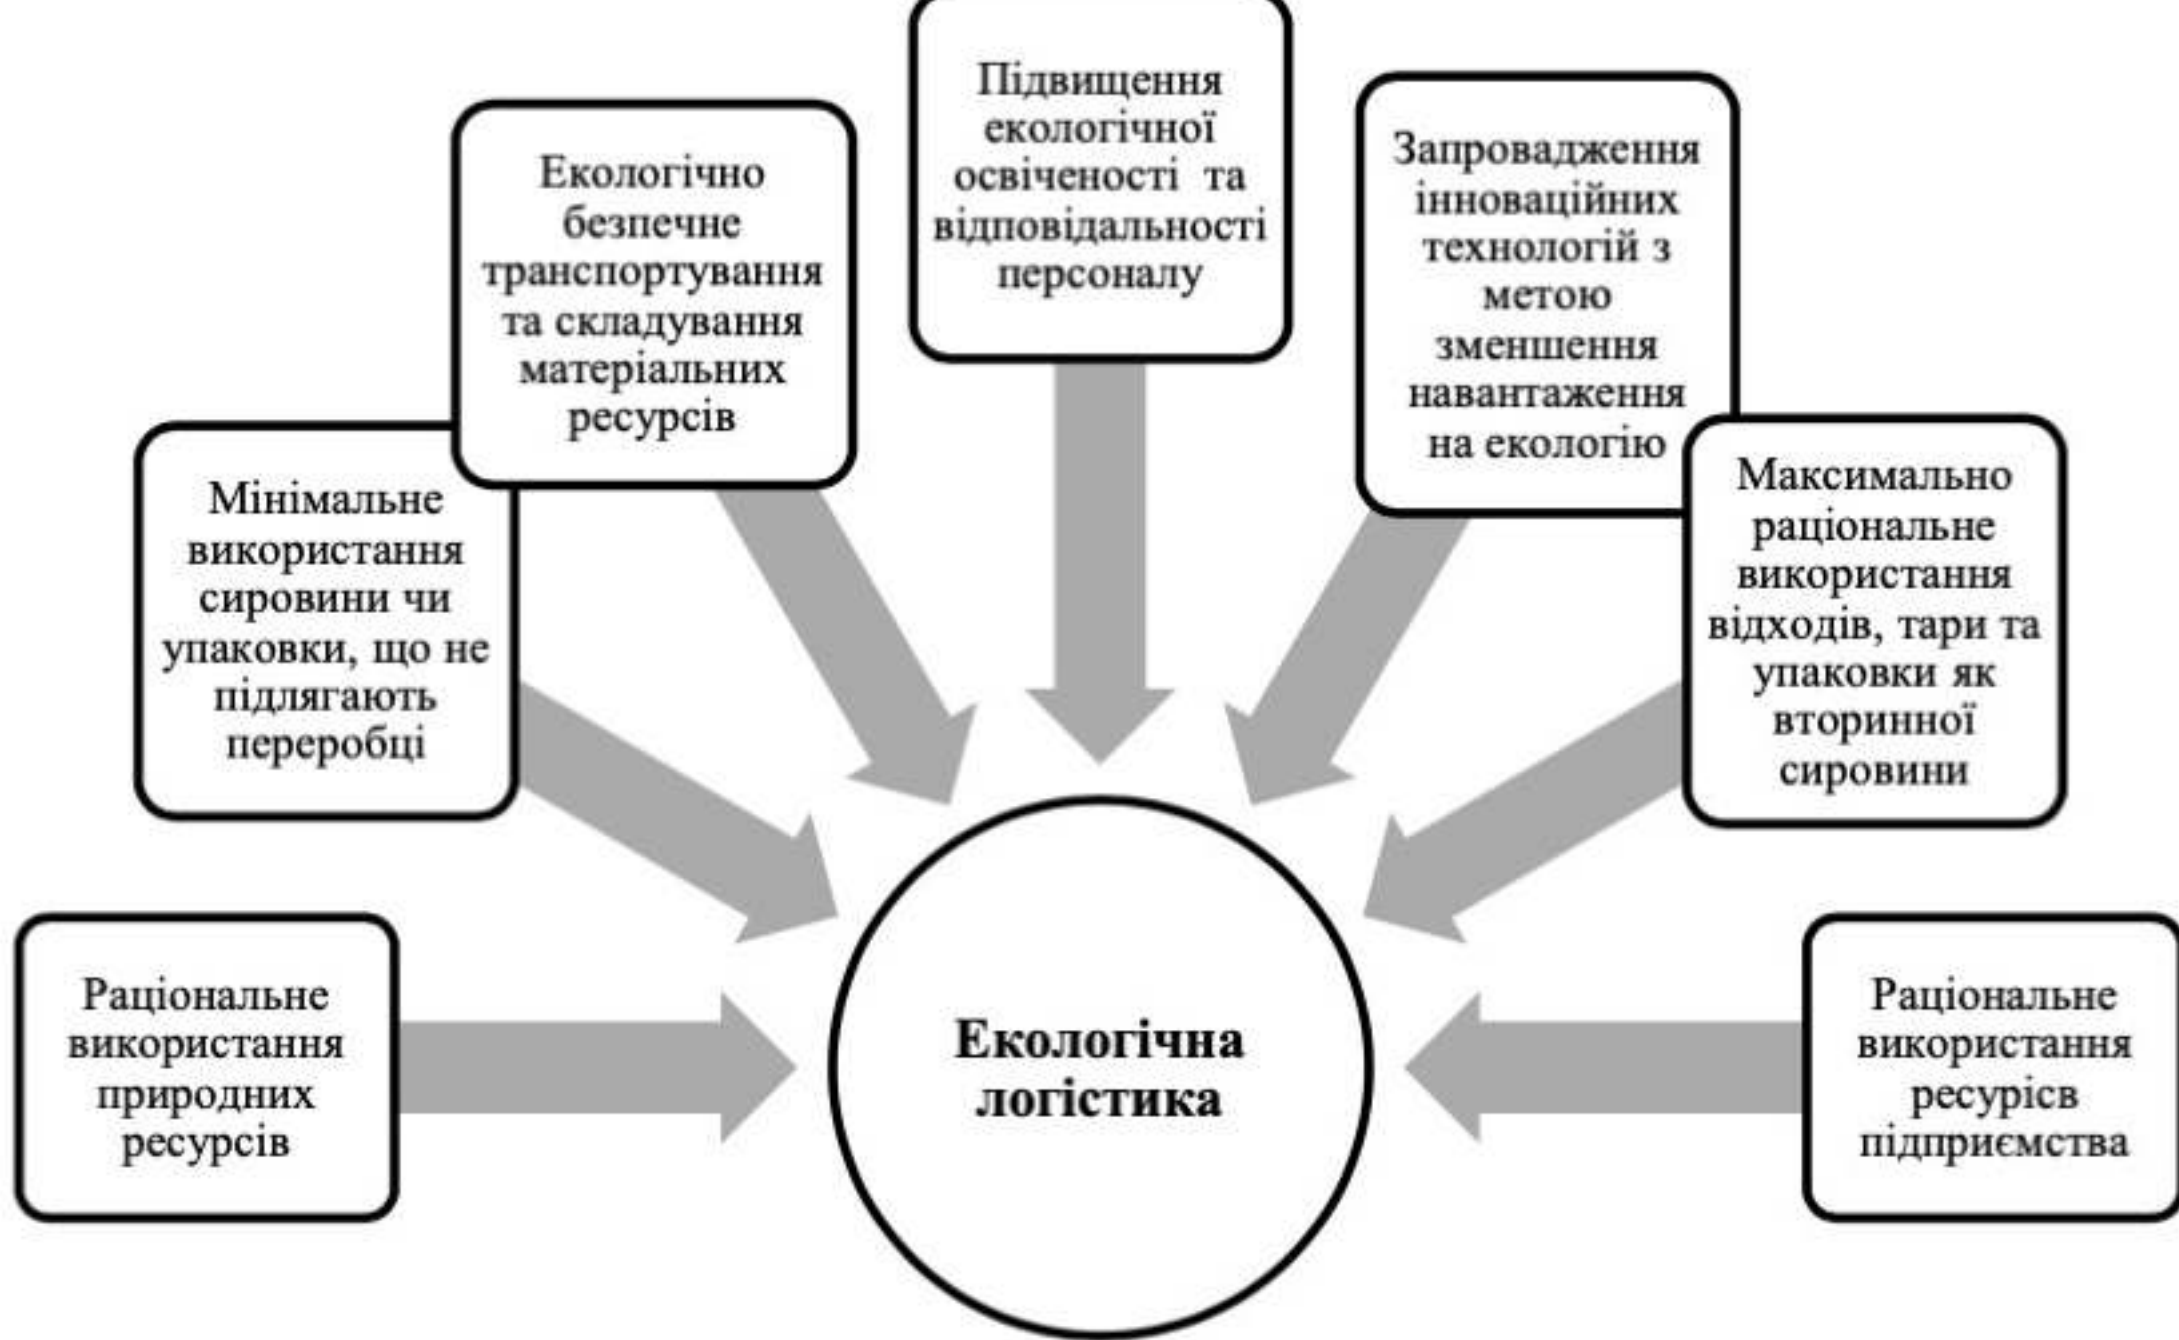 Підвищення
екологічної
освіченості та
відповідальності
персоналу
Екологічно
безпечне
транспортування
та складування
матеріальних
ресурсів
Запровадження
інноваційних
технологій з
метою
зменшення
навантаження
на екологію
Мінімальне
використання
сировини чи
упаковки, що не
підлягають
переробці
Максимально
раціональне
використання
відходів, тари та
упаковки як
вторинної
сировини
Раціональне
використання
природних
ресурсів
Екологічна
логістика
Раціональне
використання
ресурісв
підприємства